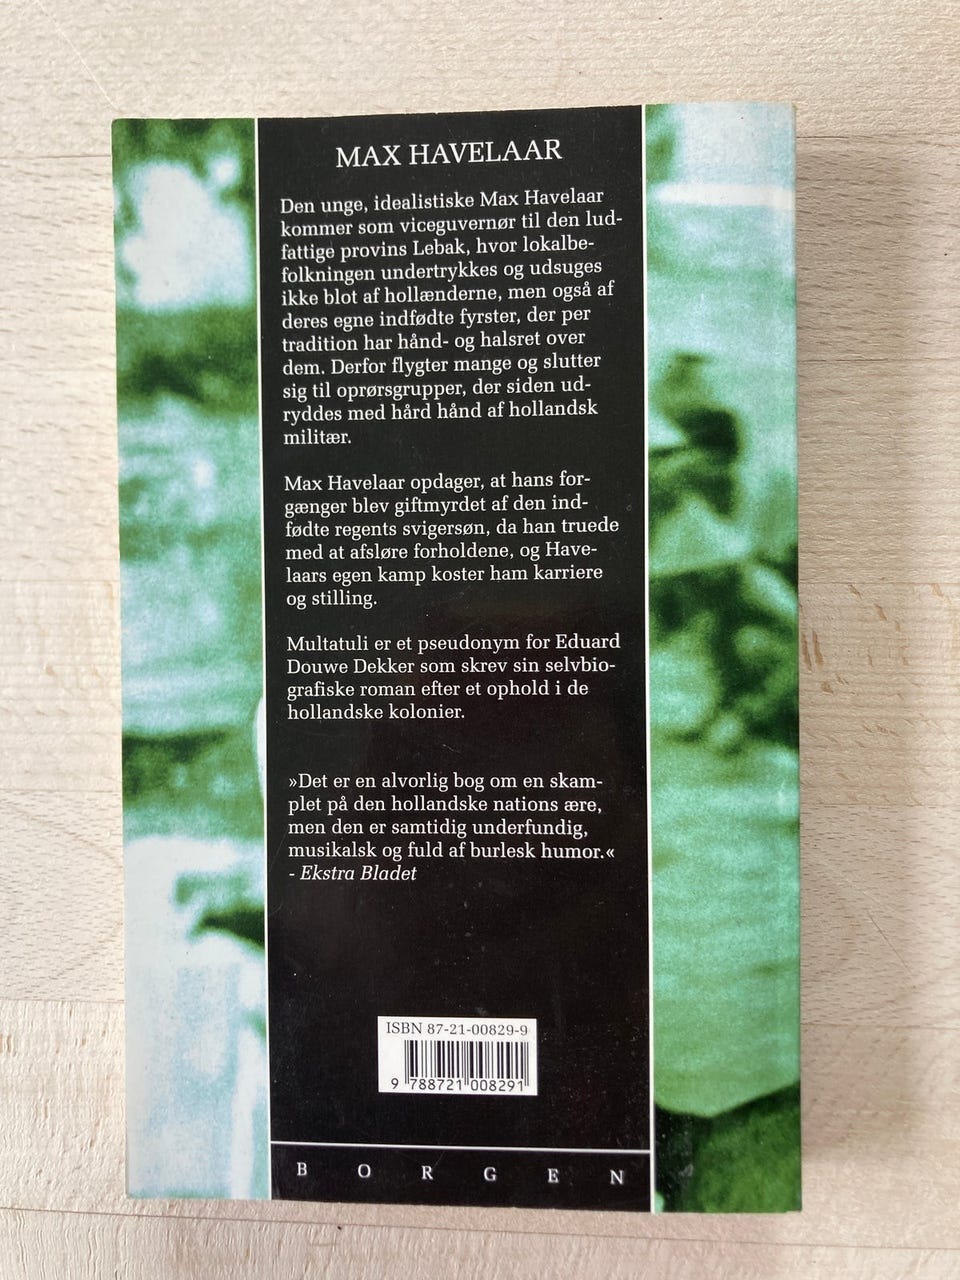 MAX HAVELAAR
Den unge, idealistiske Max Havelaar
kommer som viceguvernør til den lud-
fattige provins Lebak, hvor lokalbe-
folkningen undertrykkes og udsuges
ikke blot af hollænderne, men også af
deres egne indfødte fyrster, der per
tradition har hånd- og halsret over
dem. Derfor flygter mange og slutter
sig til oprørsgrupper, der siden ud-
ryddes med hård hånd af hollandsk
militær.
Max Havelaar opdager, at hans for-
gænger blev giftmyrdet af den ind-
fødte regents svigersøn, da han truede
med at afsløre forholdene, og Have-
laars egen kamp koster ham karriere
og stilling.
Multatuli er et pseudonym for Eduard
Douwe Dekker som skrev sin selvbio-
grafiske roman efter et ophold i de
hollandske kolonier.
»Det er en alvorlig bog om en skam-
plet på den hollandske nations ære,
men den er samtidig underfundig,
musikalsk og fuld af burlesk humor.«
- Ekstra Bladet
ISBN 87-21-00829-9
9 788721 008291
BORGEN